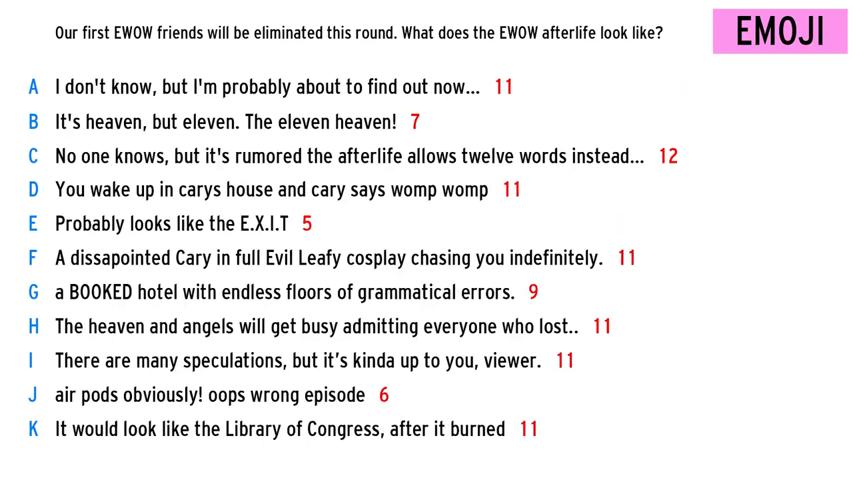 Our first EWOW friends will be eliminated this round. What does the EWOW afterlife look like?
EMOJI
A I don't know, but I'm probably about to find out now... 11
B It's heaven, but eleven. The eleven heaven! 7
C No one knows, but it's rumored the afterlife allows twelve words instead... 12
D You wake up in carys house and cary says womp womp 11
E Probably looks like the E.X.I.T 5
F A dissapointed Cary in full Evil Leafy cosplay chasing you indefinitely. 11
G a BOOKED hotel with endless floors of grammatical errors. 9
H The heaven and angels will get busy admitting everyone who lost.. 11
I There are many speculations, but it’s kinda up to you, viewer. 11
J air pods obviously! oops wrong episode 6
K It would look like the Library of Congress, after it burned 11